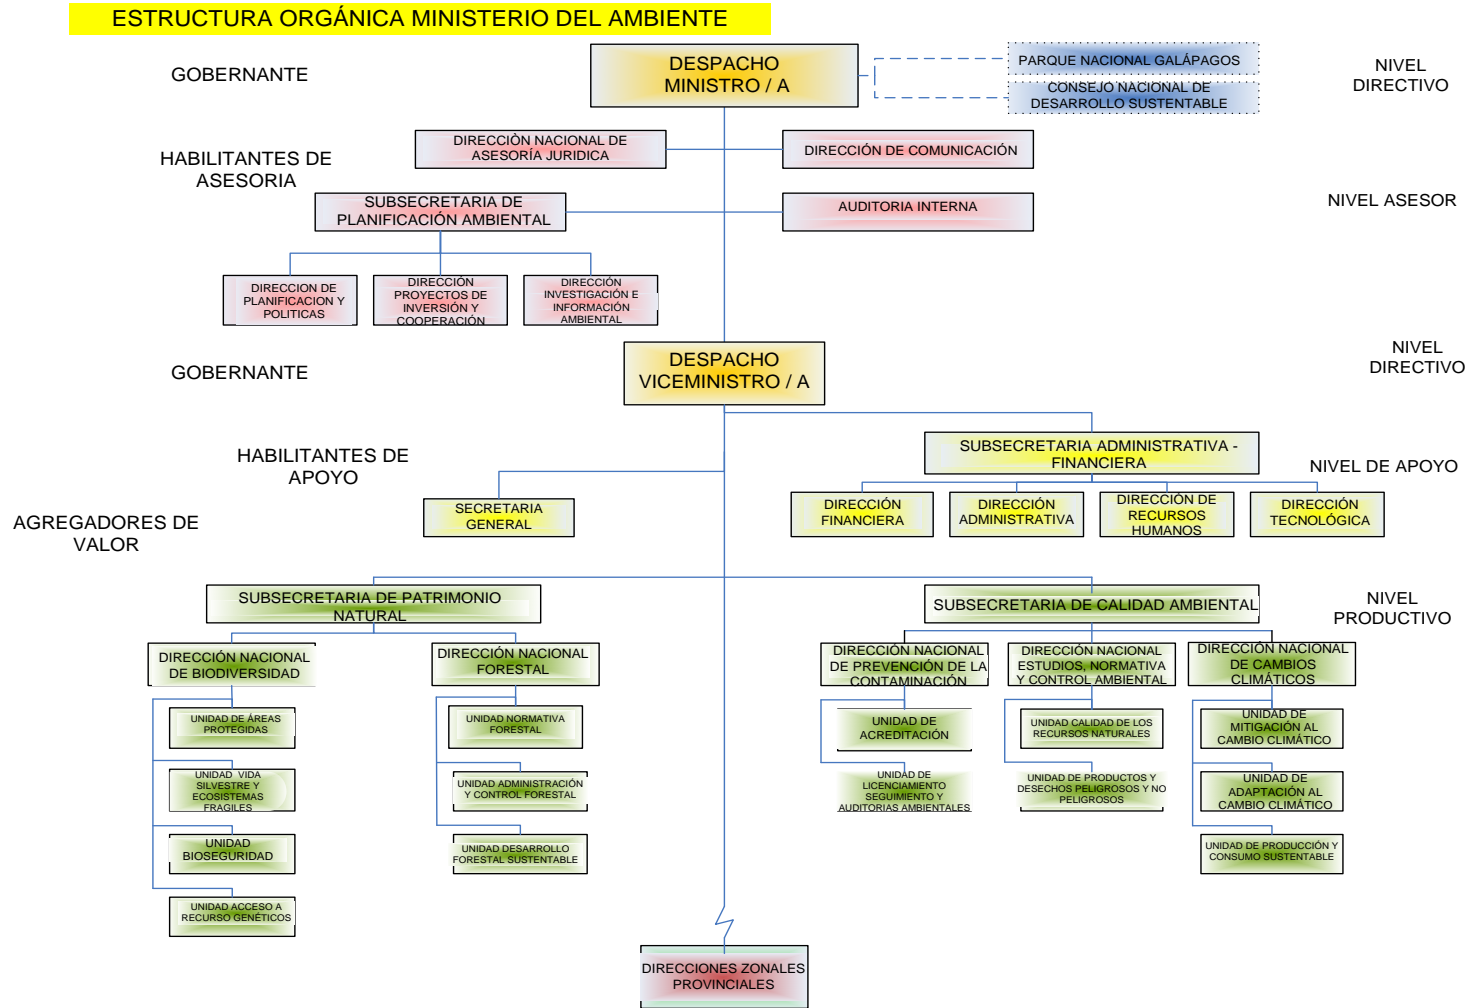 ESTRUCTURA ORGÁNICA MINISTERIO DEL AMBIENTE
GOBERNANTE
DESPACHO
MINISTRO / A
PARQUE NACIONAL GALÁPAGOS
CONSEJO NACIONAL DE
DESARROLLO SUSTENTABLE
NIVEL
DIRECTIVO
HABILITANTES DE
ASESORIA
DIRECCIÒN NACIONAL DE
ASESORÍA JURIDICA
DIRECCIÓN DE COMUNICACIÓN
SUBSECRETARIA DE
PLANIFICACIÓN AMBIENTAL
AUDITORIA INTERNA
NIVEL ASESOR
DIRECCION DE
PLANIFICACION Y
POLITICAS
DIRECCIÓN
PROYECTOS DE
INVERSIÓN Y
COOPERACIÓN
DIRECCIÓN
INVESTIGACIÓN E
INFORMACIÓN
AMBIENTAL
GOBERNANTE
DESPACHO
VICEMINISTRO / A
NIVEL
DIRECTIVO
HABILITANTES DE
APOYO
SUBSECRETARIA ADMINISTRATIVA -
FINANCIERA
NIVEL DE APOYO
SECRETARIA
GENERAL
DIRECCIÓN
FINANCIERA
DIRECCIÓN
ADMINISTRATIVA
DIRECCIÓN DE
RECURSOS
HUMANOS
DIRECCIÓN
TECNOLÓGICA
AGREGADORES DE
VALOR
SUBSECRETARIA DE PATRIMONIO
NATURAL
SUBSECRETARIA DE CALIDAD AMBIENTAL
NIVEL
PRODUCTIVO
DIRECCIÓN NACIONAL
DE BIODIVERSIDAD
DIRECCIÓN NACIONAL
FORESTAL
DIRECCIÓN NACIONAL
DE PREVENCIÓN DE LA
CONTAMINACIÓN
DIRECCIÓN NACIONAL
ESTUDIOS, NORMATIVA
Y CONTROL AMBIENTAL
DIRECCIÓN NACIONAL
DE CAMBIOS
CLIMÁTICOS
UNIDAD DE ÁREAS
PROTEGIDAS
UNIDAD NORMATIVA
FORESTAL
UNIDAD DE
ACREDITACIÓN
UNIDAD CALIDAD DE LOS
RECURSOS NATURALES
UNIDAD DE
MITIGACIÓN AL
CAMBIO CLIMÁTICO
UNIDAD VIDA
SILVESTRE Y
ECOSISTEMAS
FRAGILES
UNIDAD ADMINISTRACIÓN
Y CONTROL FORESTAL
UNIDAD DE
LICENCIAMIENTO
SEGUIMIENTO Y
AUDITORIAS AMBIENTALES
UNIDAD DE PRODUCTOS Y
DESECHOS PELIGROSOS Y NO
PELIGROSOS
UNIDAD DE
ADAPTACIÓN AL
CAMBIO CLIMÁTICO
UNIDAD
BIOSEGURIDAD
UNIDAD DESARROLLO
FORESTAL SUSTENTABLE
UNIDAD DE PRODUCCIÓN Y
CONSUMO SUSTENTABLE
UNIDAD ACCESO A
RECURSO GENÉTICOS
DIRECCIONES ZONALES
PROVINCIALES